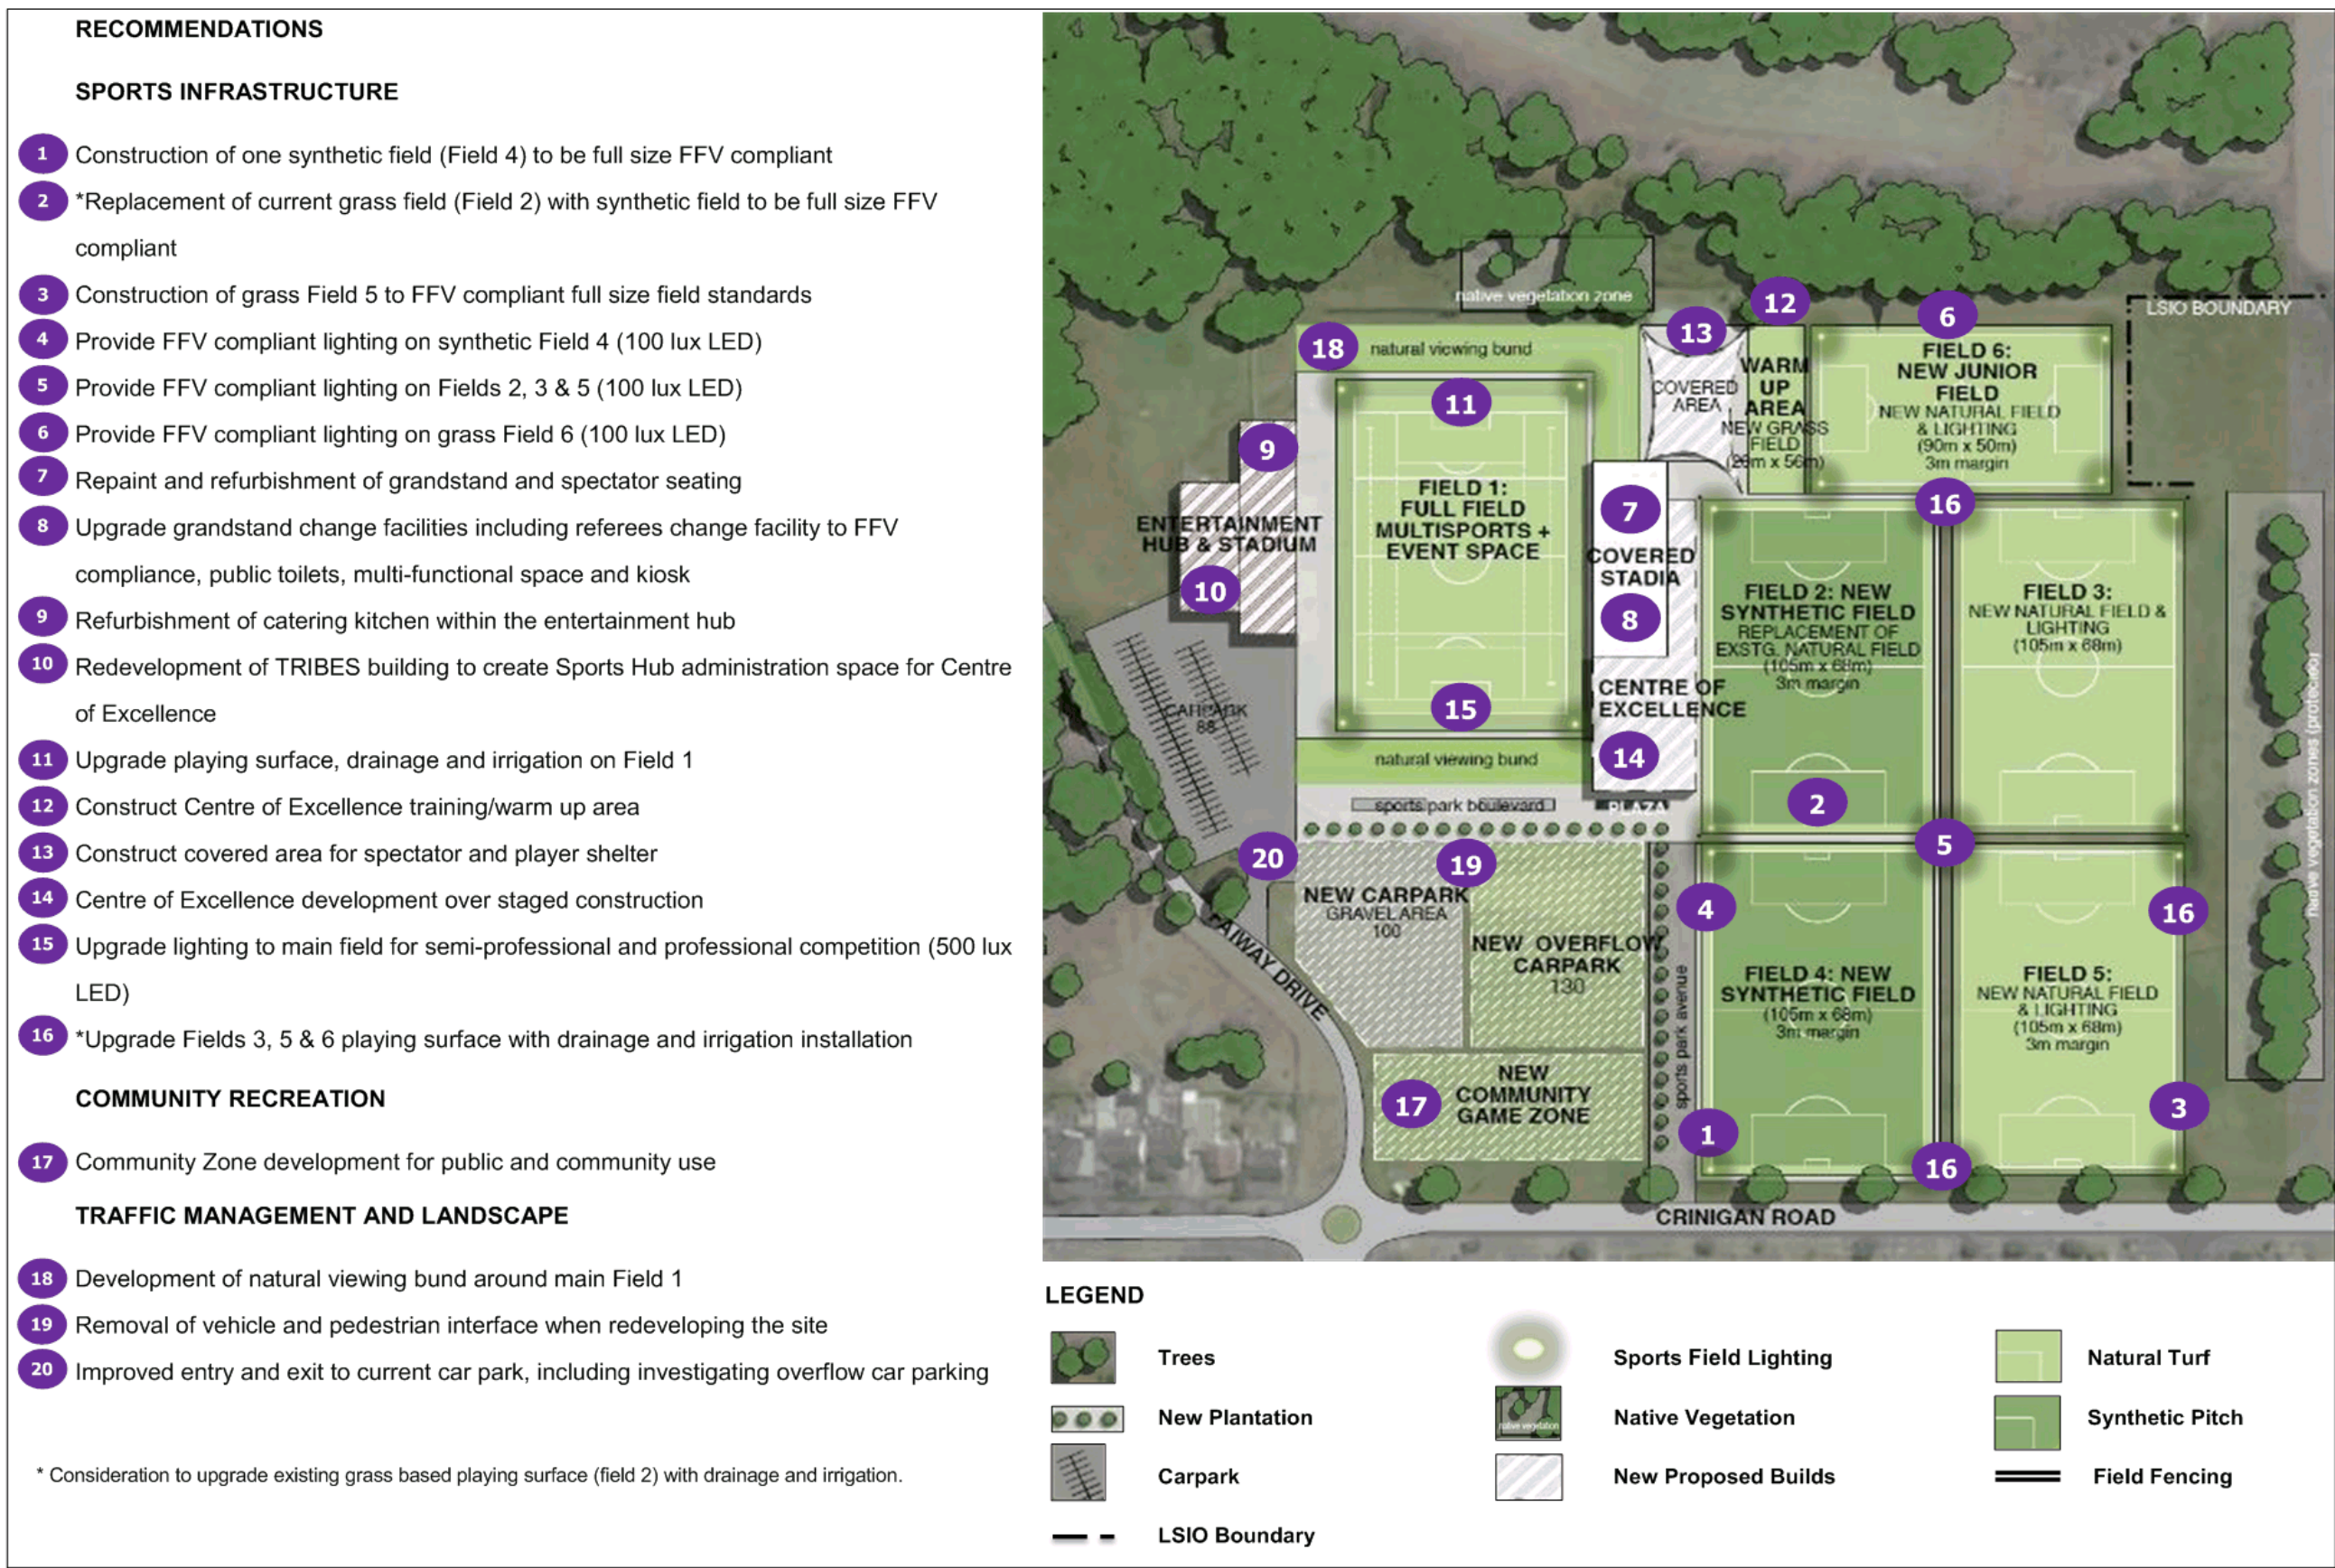 RECOMMENDATIONS
SPORTS INFRASTRUCTURE
1 Construction of one synthetic field (Field 4) to be full size FFV compliant
2 *Replacement of current grass field (Field 2) with synthetic field to be full size FFV
compliant
3 Construction of grass Field 5 to FFV compliant full size field standards
4 Provide FFV compliant lighting on synthetic Field 4 (100 lux LED)
5 Provide FFV compliant lighting on Fields 2, 3 & 5 (100 lux LED)
6 Provide FFV compliant lighting on grass Field 6 (100 lux LED)
7 Repaint and refurbishment of grandstand and spectator seating
8 Upgrade grandstand change facilities including referees change facility to FFV
compliance, public toilets, multi-functional space and kiosk
9 Refurbishment of catering kitchen within the entertainment hub
10 Redevelopment of TRIBES building to create Sports Hub administration space for Centre
of Excellence
11 Upgrade playing surface, drainage and irrigation on Field 1
12 Construct Centre of Excellence training/warm up area
13 Construct covered area for spectator and player shelter
14 Centre of Excellence development over staged construction
15 Upgrade lighting to main field for semi-professional and professional competition (500 lux
LED)
16 *Upgrade Fields 3, 5 & 6 playing surface with drainage and irrigation installation
COMMUNITY RECREATION
17 Community Zone development for public and community use
TRAFFIC MANAGEMENT AND LANDSCAPE
18 Development of natural viewing bund around main Field 1
19 Removal of vehicle and pedestrian interface when redeveloping the site
20 Improved entry and exit to current car park, including investigating overflow car parking
* Consideration to upgrade existing grass based playing surface (field 2) with drainage and irrigation.
native vegetation zone
LSIO BOUNDARY
12
6
13
18
natural viewing bund
COVERED
AREA
WARM
UP
AREA
NEW GRASS
FIELD
FIELD 6:
NEW JUNIOR
FIELD
NEW NATURAL FIELD
& LIGHTING
(90m x 50m)
3m margin
11
9
FIELD 1:
FULL FIELD
MULTISPORTS +
EVENT SPACE
7
16
ENTERTAINMENT
HUB & STADIUM
10
COVERED
STADIA
8
FIELD 2: NEW
SYNTHETIC FIELD
REPLACEMENT OF
EXSTG. NATURAL FIELD
(105m x 68m)
3m margin
FIELD 3:
NEW NATURAL FIELD &
LIGHTING
(105m x 68m)
CARPARK
88
15
CENTRE OF
EXCELLENCE
14
natural viewing bund
sports park boulevard
PLAZA
2
5
20
19
NEW CARPARK
GRAVEL AREA
100
NEW OVERFLOW
CARPARK
130
4
16
sports park avenue
FIELD 4: NEW
SYNTHETIC FIELD
(105m x 68m)
3m margin
FIELD 5:
NEW NATURAL FIELD
& LIGHTING
(105m x 68m)
3m margin
native vegetation zones (protection
FAIWAY DRIVE
17
NEW
COMMUNITY
GAME ZONE
1
3
16
CRINIGAN ROAD
LEGEND
Trees
Sports Field Lighting
Natural Turf
New Plantation
native vegetation
Native Vegetation
Synthetic Pitch
Carpark
New Proposed Builds
Field Fencing
LSIO Boundary